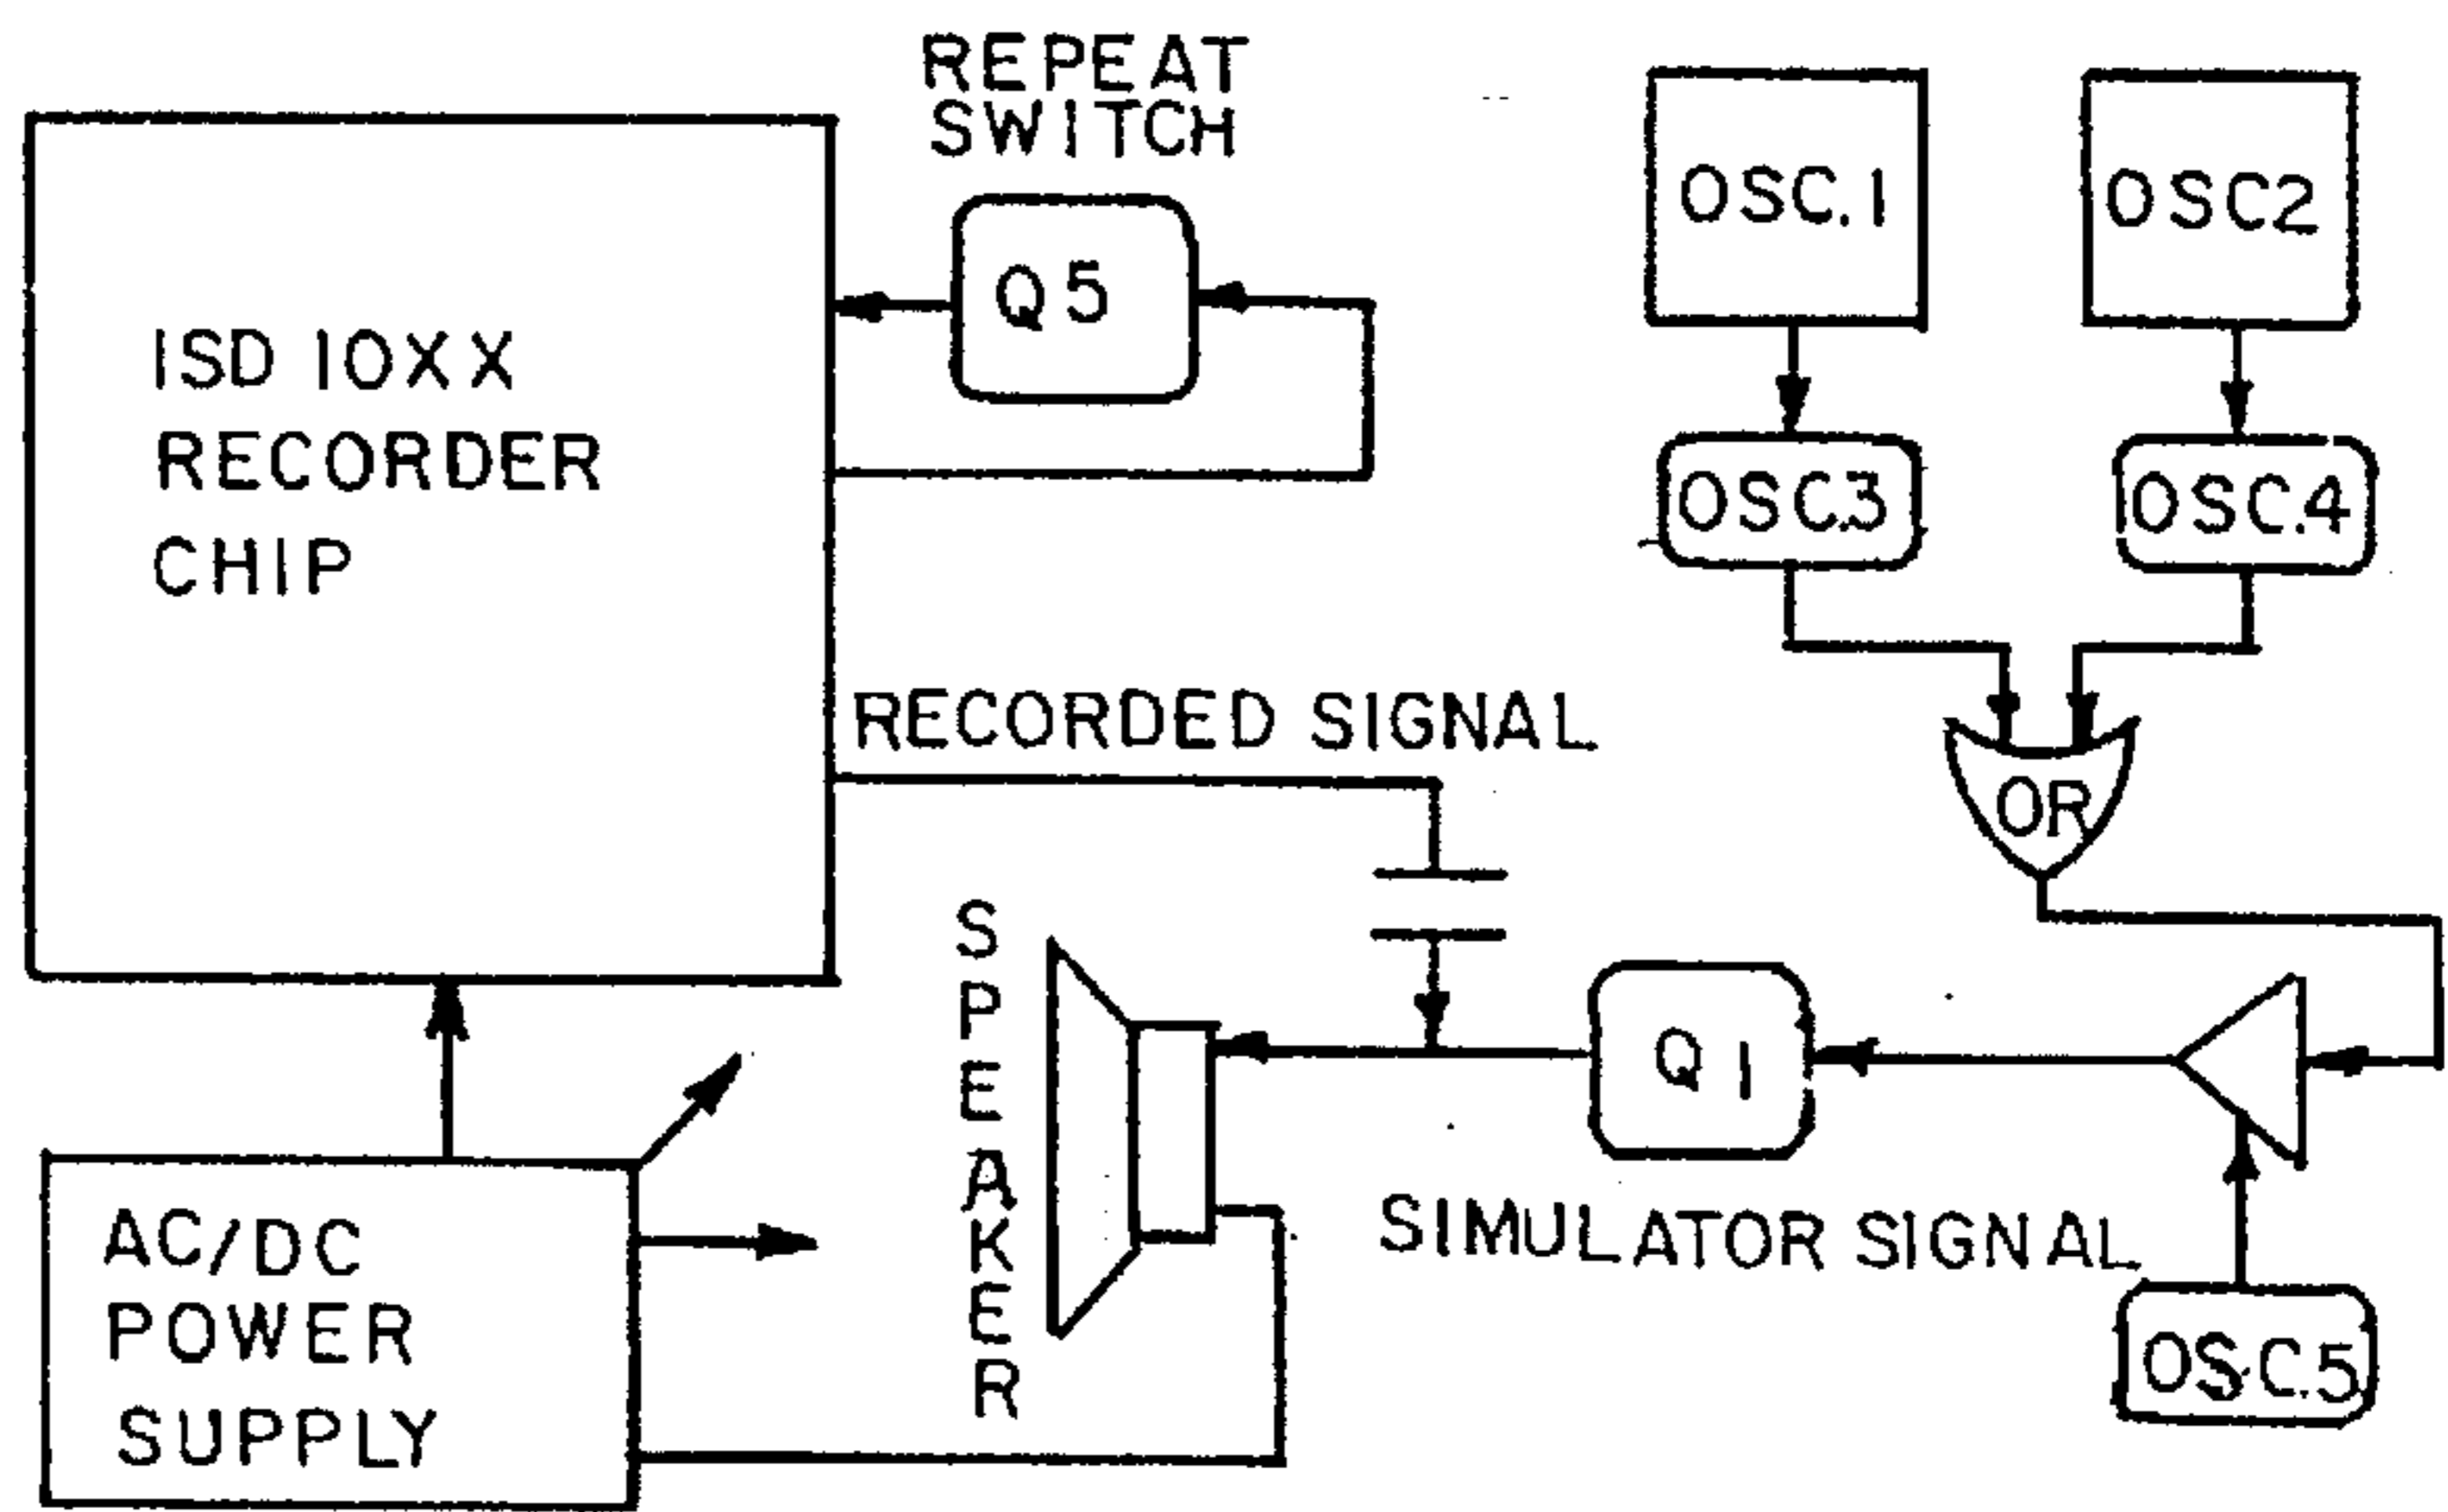 REPEAT
SWITCH
OSC.1
OSC2
Q5
ISD 10XX
RECORDER
CHIP
OSC.3
OSC.4
RECORDED SIGNAL
OR
SPEAKER
Q1
SIMULATOR SIGNAL
AC/DC
POWER
SUPPLY
OSC.5